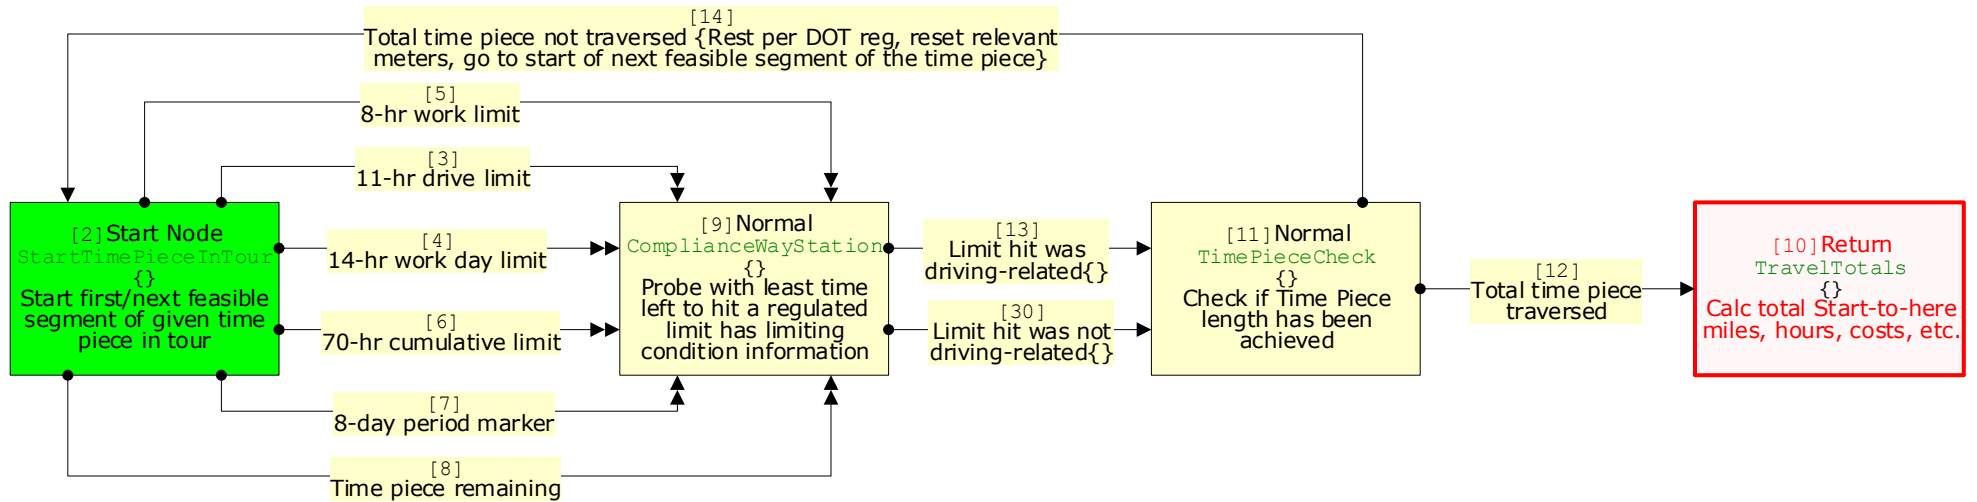 [14]
Total time piece not traversed {Rest per DOT reg, reset relevant
meters, go to start of next feasible segment of the time piece}
[5]
8-hr work limit
[3]
11-hr drive limit
[2]Start Node
StartTimePieceInTour
{}
Start first/next feasible
segment of given time
piece in tour
[4]
14-hr work day limit
[6]
70-hr cumulative limit
[7]
8-day period marker
[8]
Time piece remaining
[9]Normal
ComplianceWayStation
{}
Probe with least time
left to hit a regulated
limit has limiting
condition information
[13]
Limit hit was
driving-related{}
[30]
Limit hit was not
driving-related{}
[11]Normal
TimePieceCheck
{}
Check if Time Piece
length has been
achieved
[12]
Total time piece
traversed
[10]Return
TravelTotals
{}
Calc total Start-to-here
miles, hours, costs, etc.